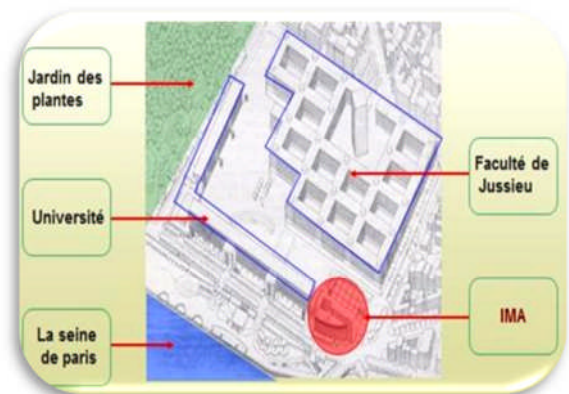 Jardin des
plantes
Université
La seine
de paris
Faculté de
Jussieu
IMA